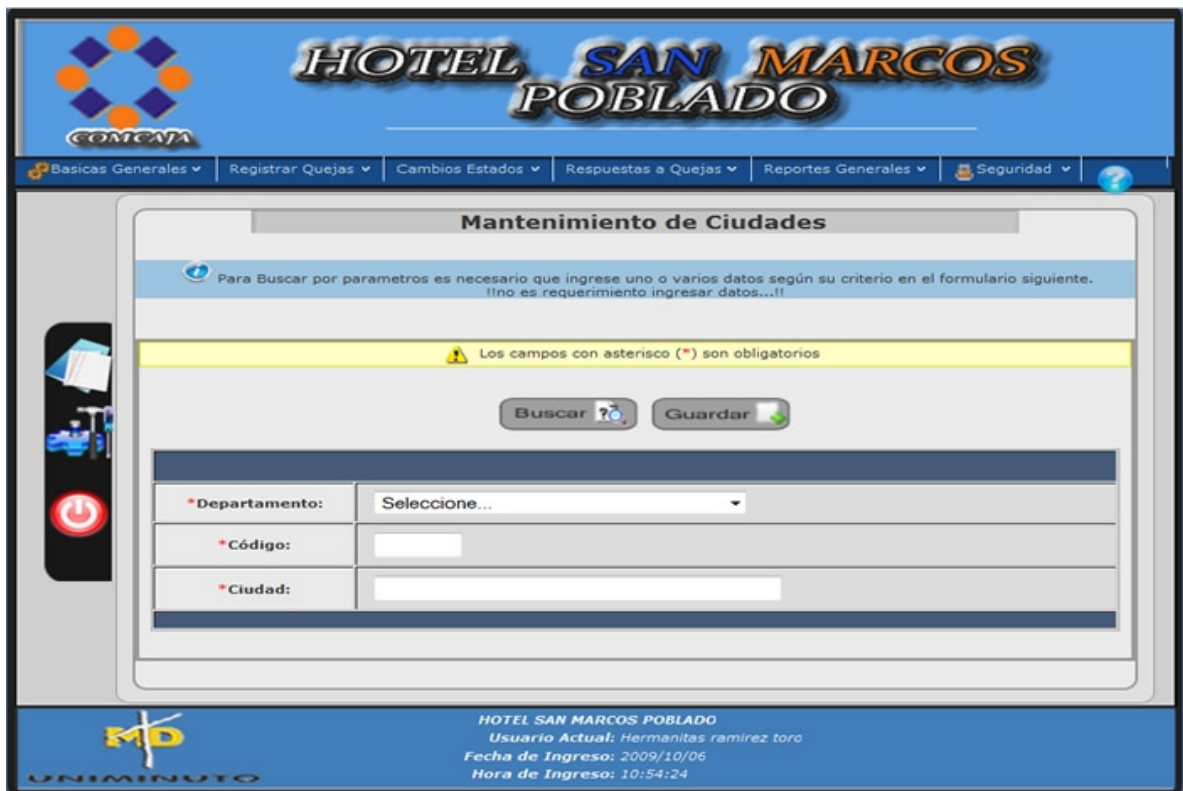 HOTEL SAN MARCOS
POBLADO
COMCAJA
Basicas Generales
Registrar Quejas
Cambios Estados
Respuestas a Quejas
Reportes Generales
Seguridad
?
Mantenimiento de Ciudades
Para Buscar por parametros es necesario que ingrese uno o varios datos según su criterio en el formulario siguiente.
!!no es requerimiento ingresar datos...!!
Los campos con asterisco (*) son obligatorios
Buscar
Guardar
*Departamento: Seleccione...
*Código:
*Ciudad:
MD
UNIMINUTO
HOTEL SAN MARCOS POBLADO
Usuario Actual: Hermanitas ramirez toro
Fecha de Ingreso: 2009/10/06
Hora de Ingreso: 10:54:24